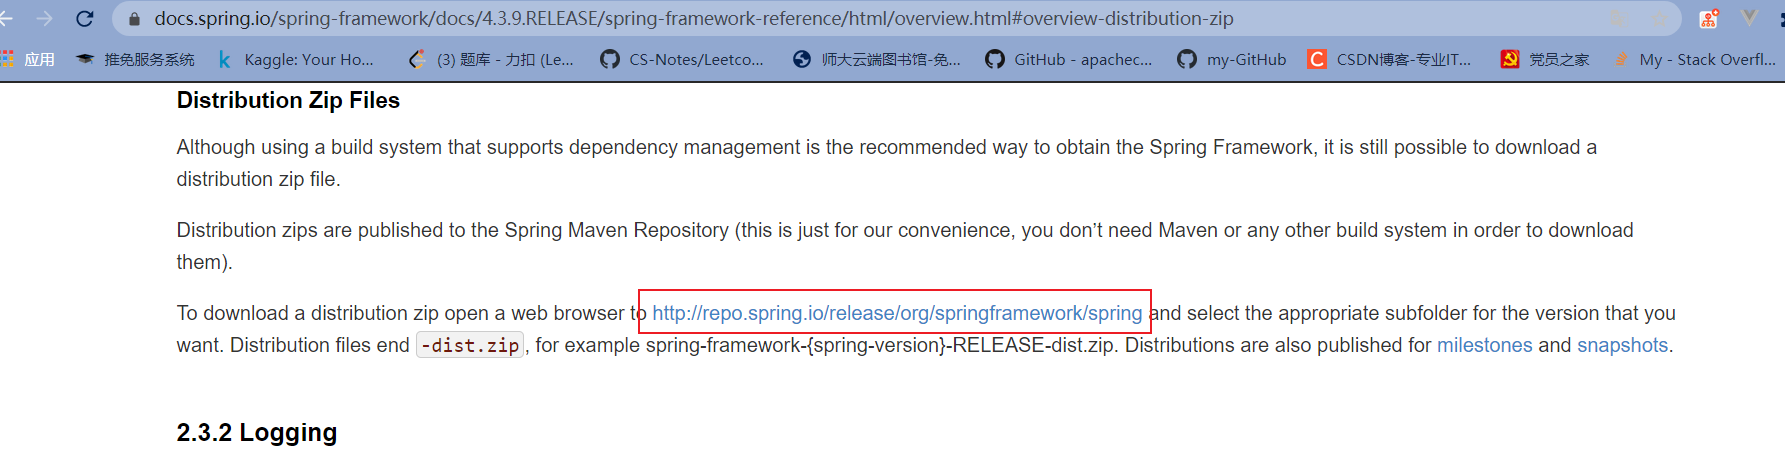 docs.spring.io/spring-framework/docs/4.3.9.RELEASE/spring-framework-reference/html/overview.html#overview-distribution-zip
应用 推免服务系统 Kaggle: Your Ho... (3) 题库 - 力扣 (Le... CS-Notes/Leetco... 师大云端图书馆-免... GitHub - apachec... my-GitHub CSDN博客-专业IT... 党员之家 My - Stack Overfl...
Distribution Zip Files
Although using a build system that supports dependency management is the recommended way to obtain the Spring Framework, it is still possible to download a
distribution zip file.
Distribution zips are published to the Spring Maven Repository (this is just for our convenience, you don’t need Maven or any other build system in order to download
them).
To download a distribution zip open a web browser to http://repo.spring.io/release/org/springframework/spring and select the appropriate subfolder for the version that you
want. Distribution files end -dist.zip, for example spring-framework-{spring-version}-RELEASE-dist.zip. Distributions are also published for milestones and snapshots.
2.3.2 Logging